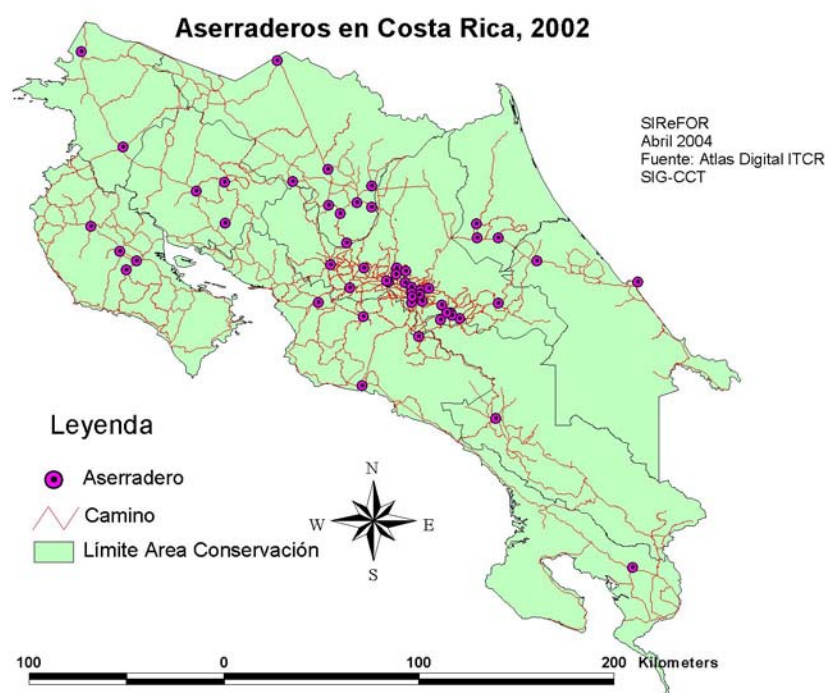 Aserraderos en Costa Rica, 2002
SIReFOR
Abril 2004
Fuente: Atlas Digital ITCR
SIG-CCT
Leyenda
Aserradero
Camino
Límite Area Conservación
N
W
E
S
100 0 100 200 Kilometers